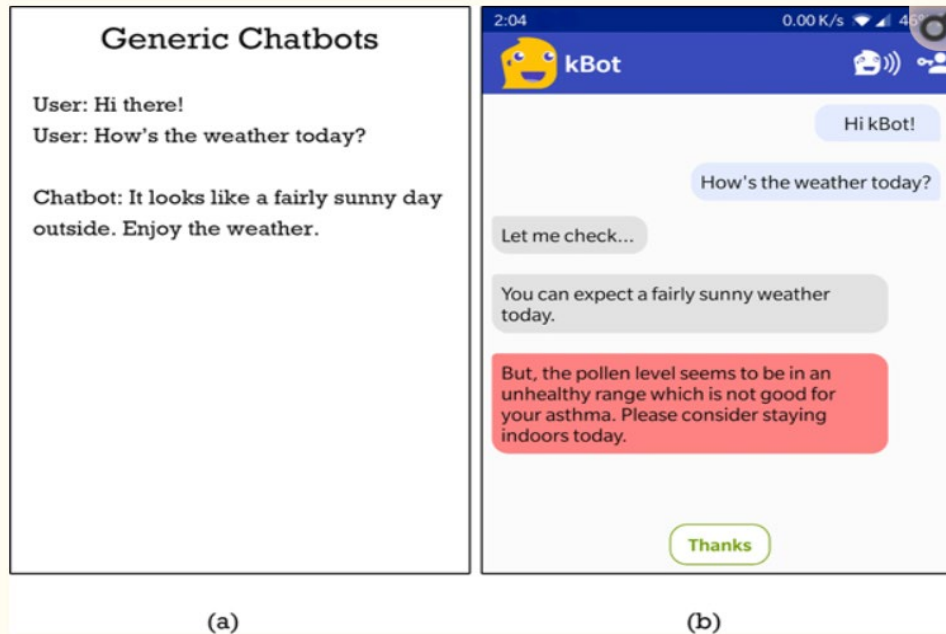 Generic Chatbots
User: Hi there!
User: How's the weather today?
Chatbot: It looks like a fairly sunny day
outside. Enjoy the weather.
(a)
2:04
0.00 K/s
kBot
Hi kBot!
How's the weather today?
Let me check...
You can expect a fairly sunny weather
today.
But, the pollen level seems to be in an
unhealthy range which is not good for
your asthma. Please consider staying
indoors today.
Thanks
(b)